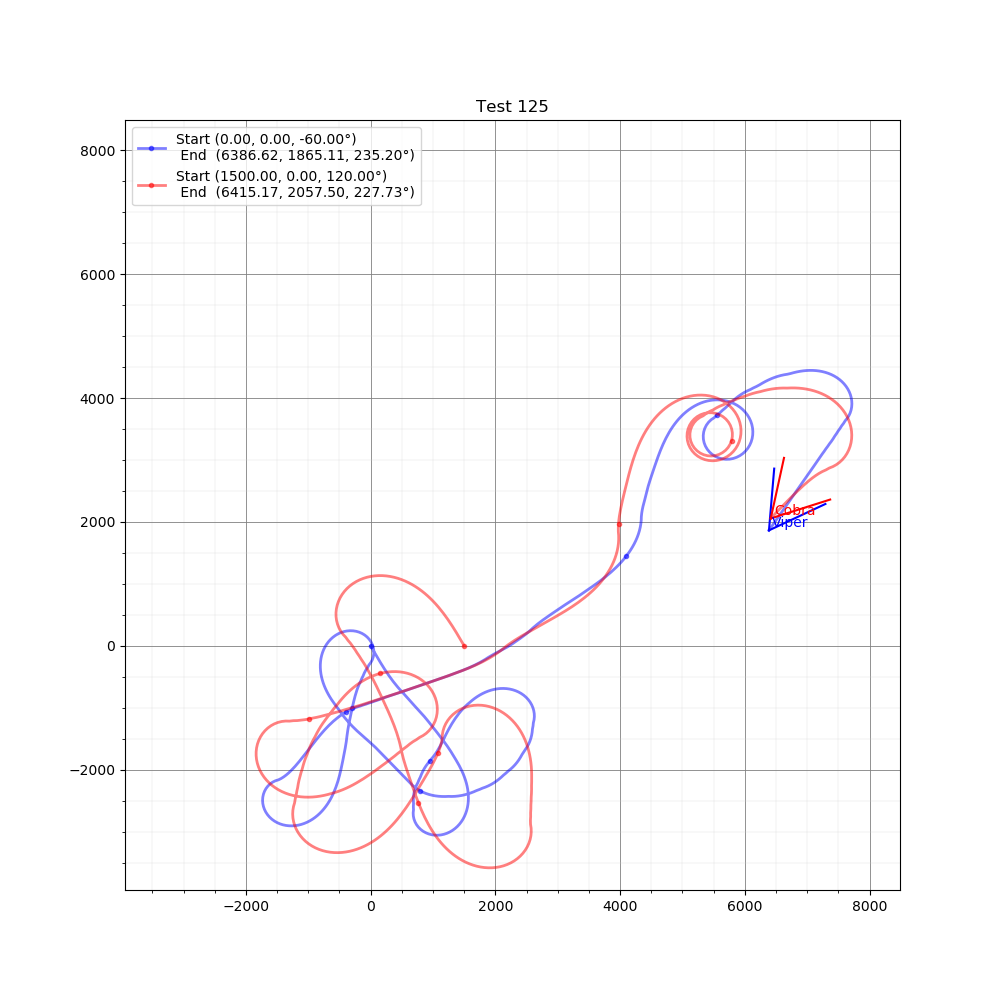 Test 125
Start (0.00, 0.00, -60.00°)
End (6386.62, 1865.11, 235.20°)
Start (1500.00, 0.00, 120.00°)
End (6415.17, 2057.50, 227.73°)
8000
6000
4000
2000
0
−2000
Cobra
Viper
−2000
0
2000
4000
6000
8000